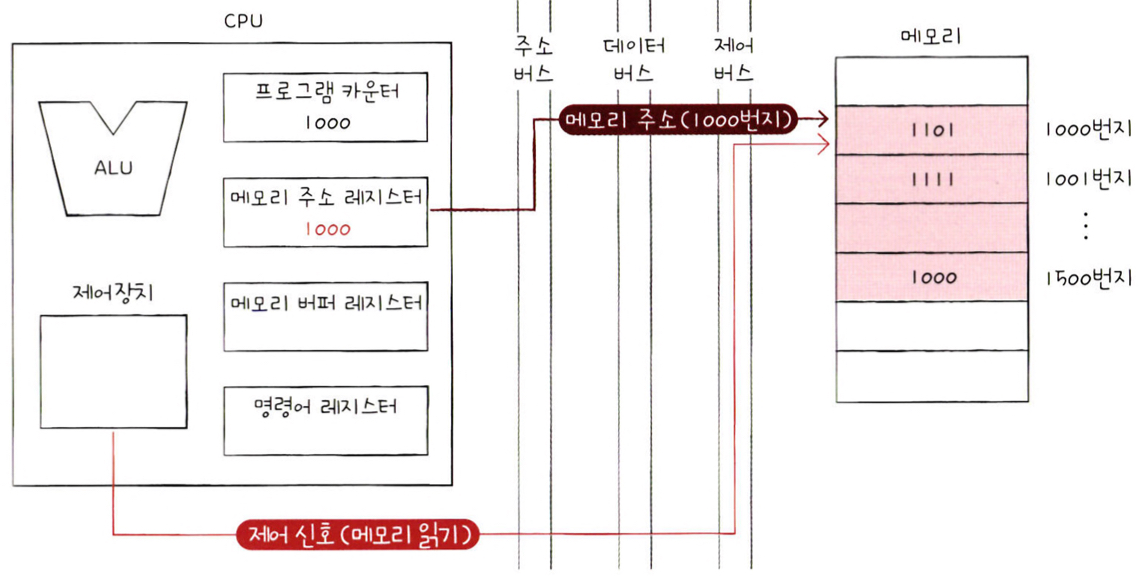 CPU
프로그램 카운터
1000
ALU
메모리 주소 레지스터
1000
제어장치
메모리 버퍼 레지스터
명령어 레지스터
주소
버스
데이터
버스
제어
버스
메모리 주소(1000번지)
제어 신호(메모리 읽기)
메모리
1101
1000번지
1111
1001번지
⋮
1000
1500번지